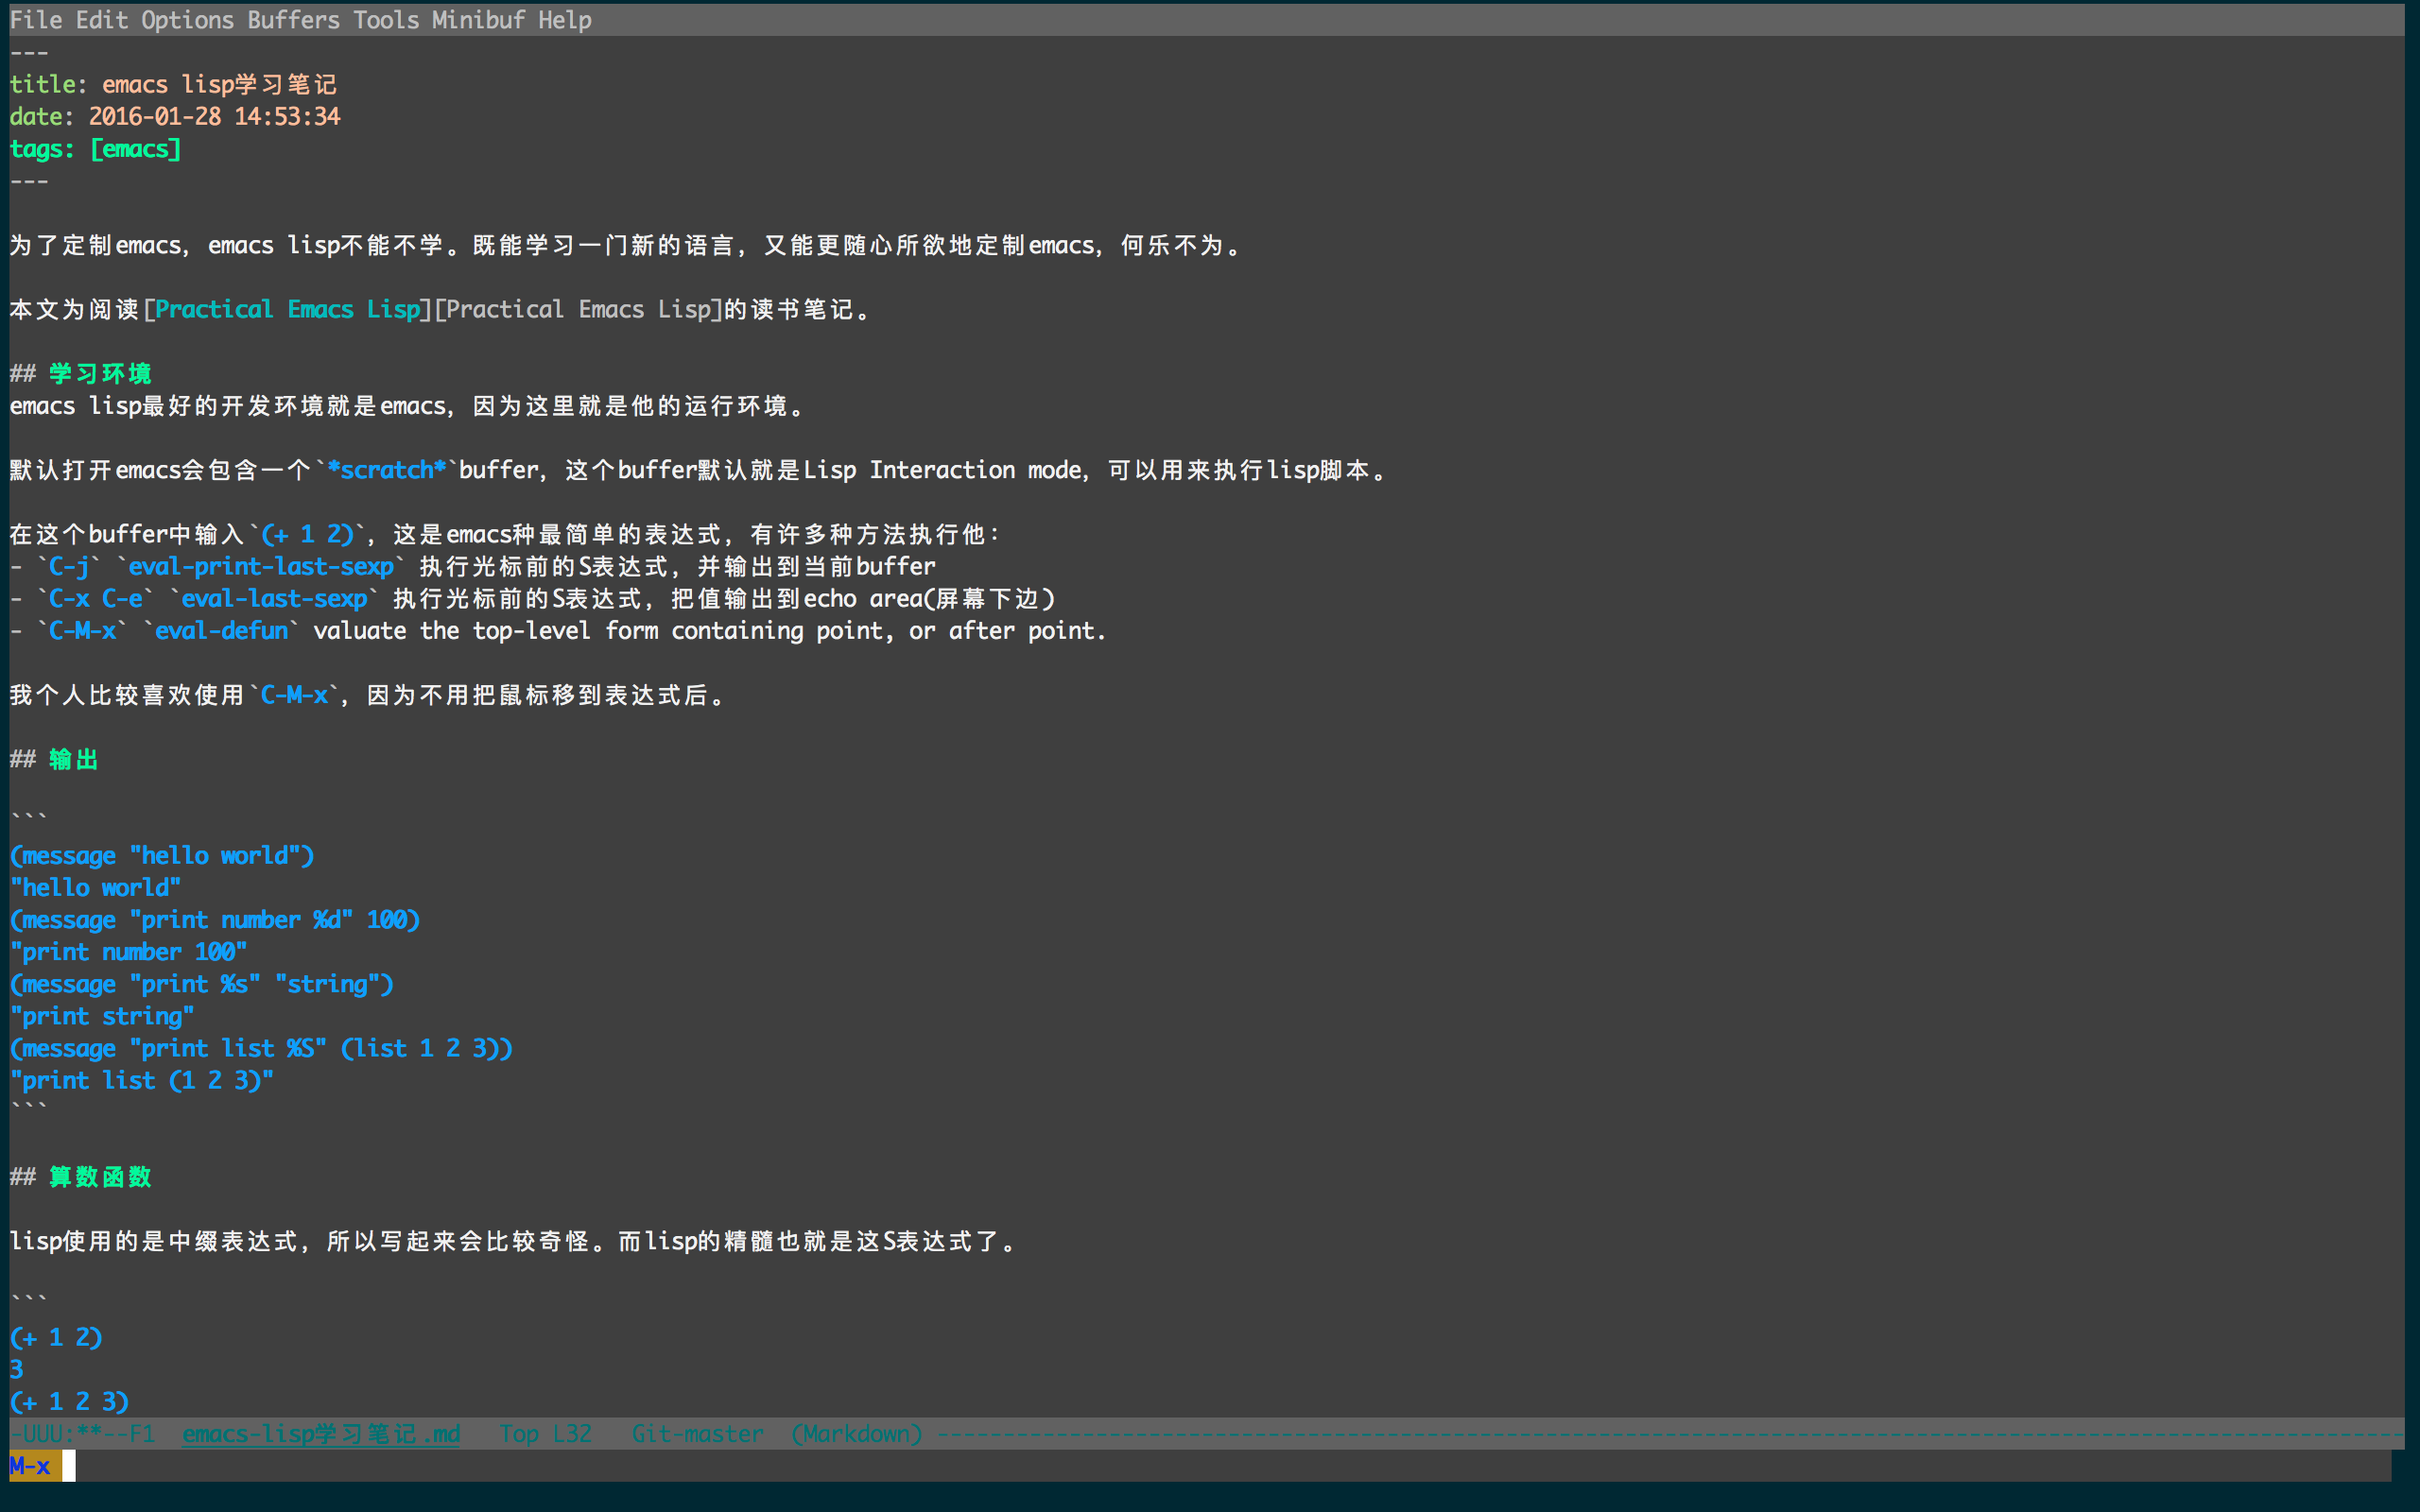 File Edit Options Buffers Tools Minibuf Help
---
title: emacs lisp学习笔记
date: 2016-01-28 14:53:34
tags: [emacs]
---
为了定制emacs, emacs lisp不能不学。既能学习一门新的语言, 又能更随心所欲地定制emacs, 何乐不为。
本文为阅读[Practical Emacs Lisp][Practical Emacs Lisp]的读书笔记。
## 学习环境
emacs lisp最好的开发环境就是emacs, 因为这里就是他的运行环境。
默认打开emacs会包含一个`*scratch*`buffer, 这个buffer默认就是Lisp Interaction mode, 可以用来执行lisp脚本。
在这个buffer中输入`(+ 1 2)`, 这是emacs种最简单的表达式, 有许多种方法执行他:
- `C-j` `eval-print-last-sexp` 执行光标前的S表达式, 并输出到当前buffer
- `C-x C-e` `eval-last-sexp` 执行光标前的S表达式, 把值输出到echo area(屏幕下边)
- `C-M-x` `eval-defun` valuate the top-level form containing point, or after point.
我个人比较喜欢使用`C-M-x`, 因为不用把鼠标移到表达式后。
## 输出
```
(message "hello world")
"hello world"
(message "print number %d" 100)
"print number 100"
(message "print %s" "string")
"print string"
(message "print list %S" (list 1 2 3))
"print list (1 2 3)"
```
## 算数函数
lisp使用的是中缀表达式, 所以写起来会比较奇怪。而lisp的精髓也就是这S表达式了。
```
(+ 1 2)
3
(+ 1 2 3)
-UUU:**--F1  emacs-lisp学习笔记.md   Top L32   Git-master  (Markdown) ---------------------------------------------------------------------------------------------------------------
M-x